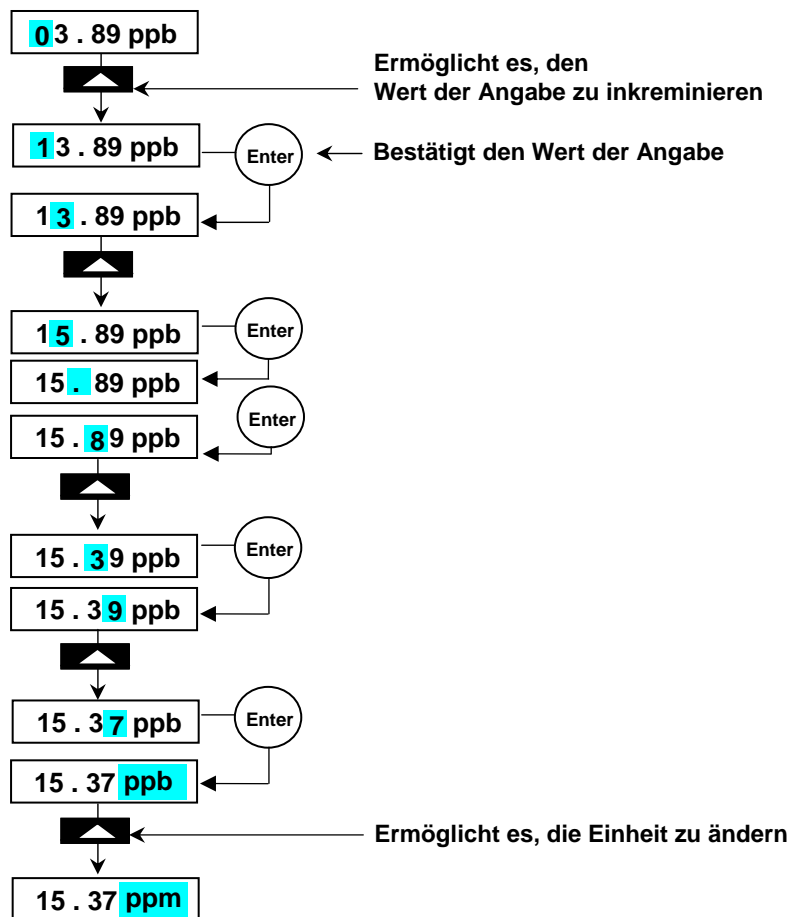 03 . 89 ppb
Ermöglicht es, den
Wert der Angabe zu inkreminieren
13 . 89 ppb
Enter
Bestätigt den Wert der Angabe
13 . 89 ppb
15 . 89 ppb
Enter
15 . 89 ppb
Enter
15 . 89 ppb
15 . 39 ppb
Enter
15 . 39 ppb
15 . 37 ppb
Enter
15 . 37 ppb
Ermöglicht es, die Einheit zu ändern
15 . 37 ppm